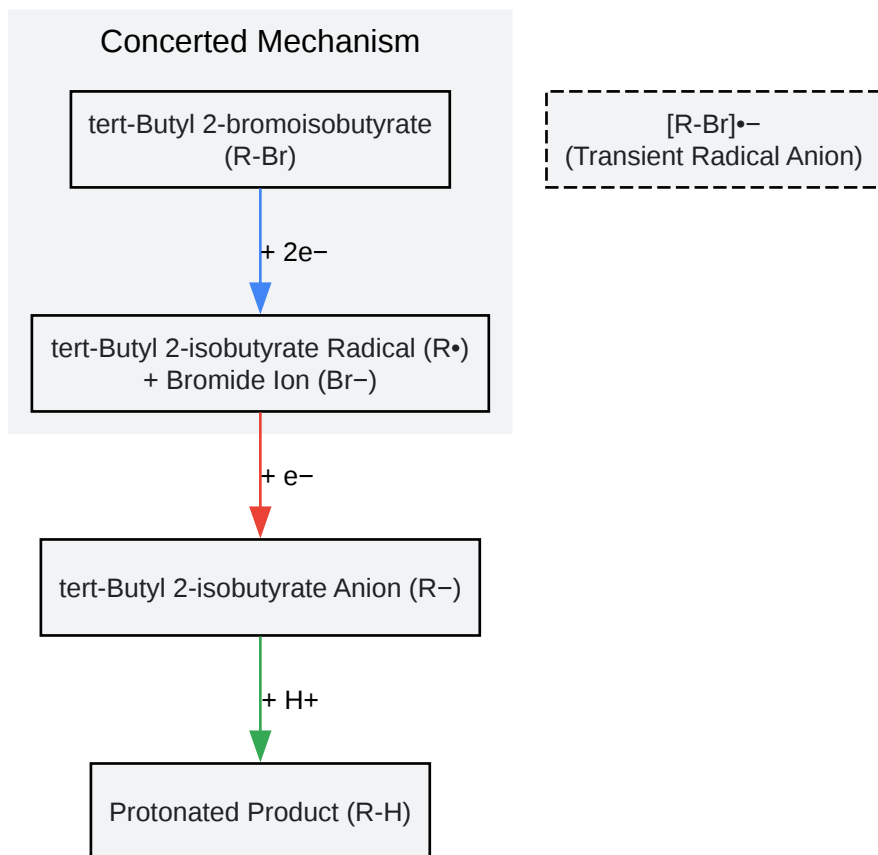 Concerted Mechanism
tert-Butyl 2-bromoisobutyrate
(R-Br)
[R-Br]•−
(Transient Radical Anion)
+ 2e−
tert-Butyl 2-isobutyrate Radical (R•)
+ Bromide Ion (Br−)
+ e−
tert-Butyl 2-isobutyrate Anion (R−)
+ H+
Protonated Product (R-H)